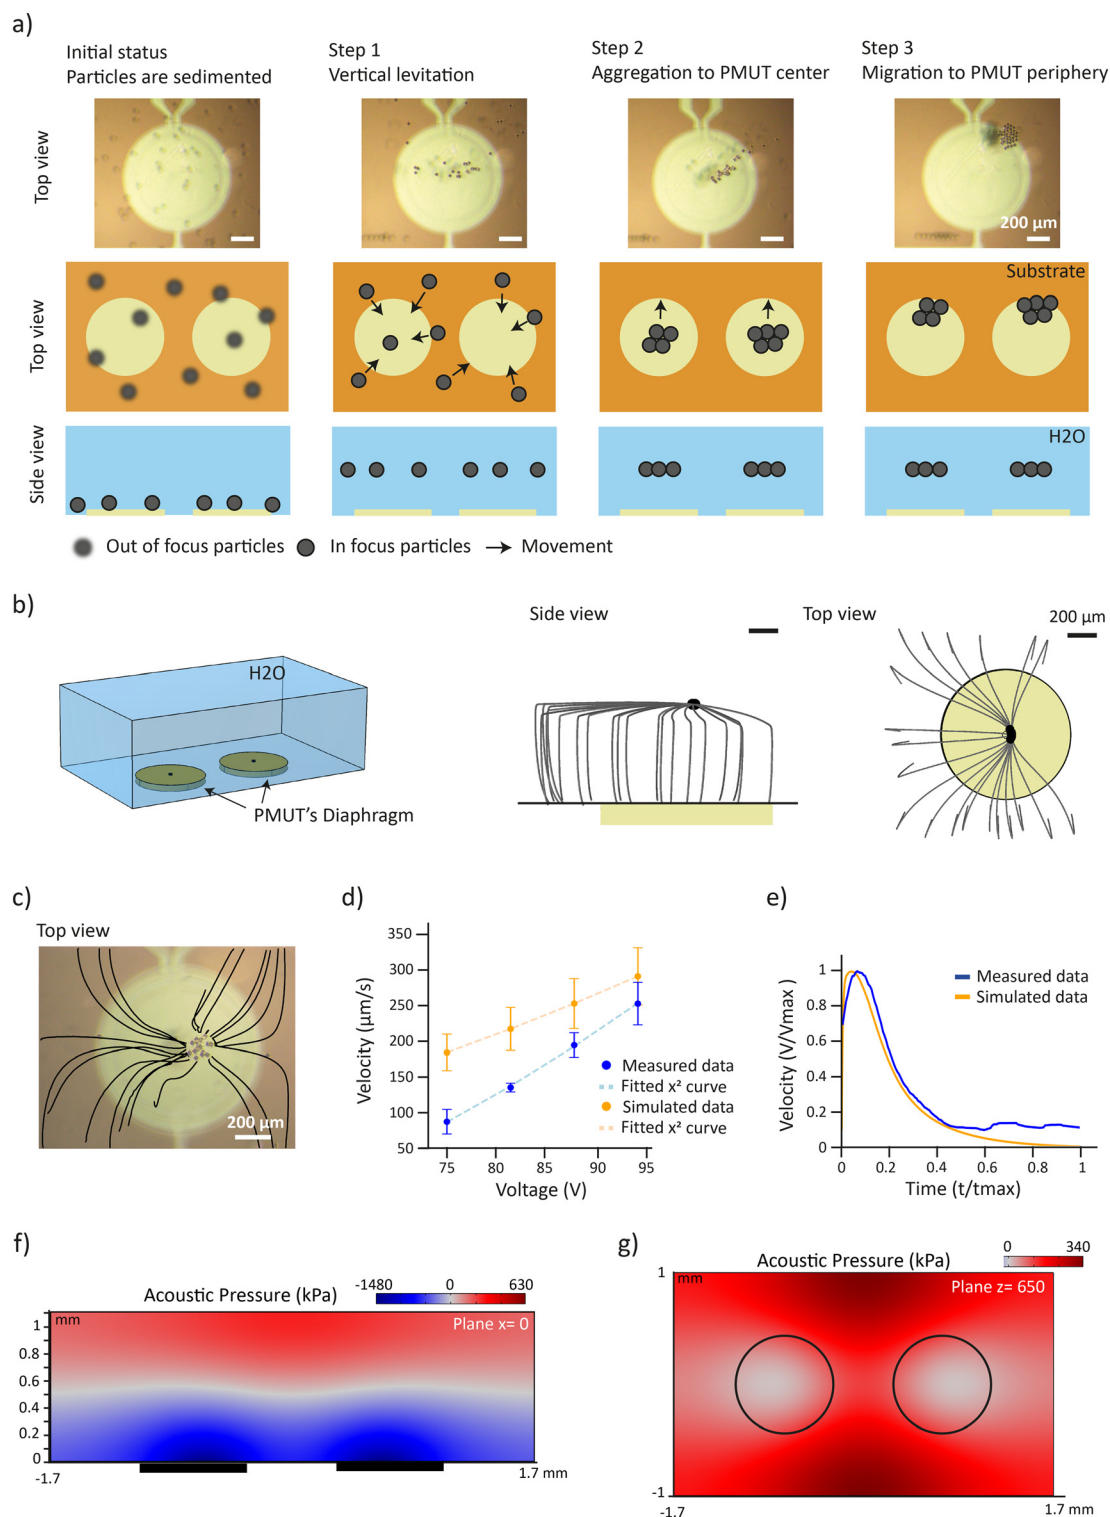 a)
Initial status
Particles are sedimented
Step 1
Vertical levitation
Step 2
Aggregation to PMUT center
Step 3
Migration to PMUT periphery
Top view
200 µm
Top view
Substrate
Side view
H2O
Out of focus particles
In focus particles
Movement
b)
H2O
PMUT's Diaphragm
Side view
Top view
200 µm
c)
Top view
200 µm
d)
Velocity (µm/s)
350
300
250
200
150
100
50
75
80
85
90
95
Voltage (V)
Measured data
Fitted x² curve
Simulated data
Fitted x² curve
e)
Velocity (V/Vmax)
1
0.8
0.6
0.4
0.2
0
0
0.2
0.4
0.6
0.8
1
Time (t/tmax)
Measured data
Simulated data
f)
Acoustic Pressure (kPa)
-1480
0
630
mm
Plane x= 0
1
0.8
0.6
0.4
0.2
0
-1.7
1.7 mm
g)
Acoustic Pressure (kPa)
0
340
1
mm
Plane z= 650
-1
-1.7
1.7 mm